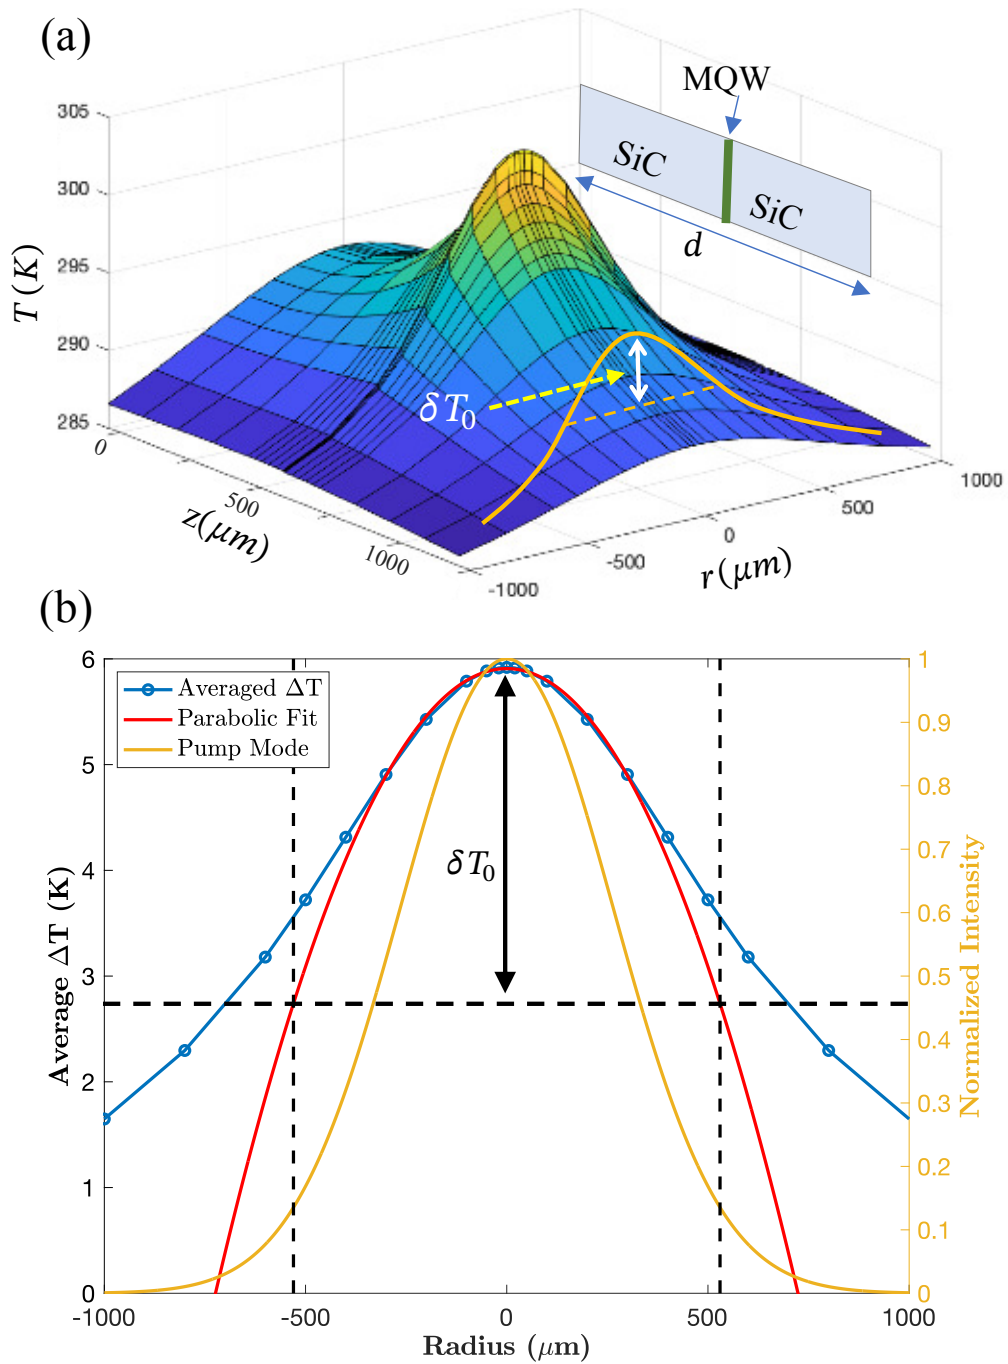 (a)
MQW
SiC
SiC
d
305
300
295
290
285
T (K)
δT₀
0
500
1000
z(μm)
-1000
-500
0
500
1000
r(μm)
(b)
Averaged ΔT
Parabolic Fit
Pump Mode
δT₀
6
5
4
3
2
1
0
Average ΔT (K)
1
0.9
0.8
0.7
0.6
0.5
0.4
0.3
0.2
0.1
0
Normalized Intensity
-1000
-500
0
500
1000
Radius (μm)